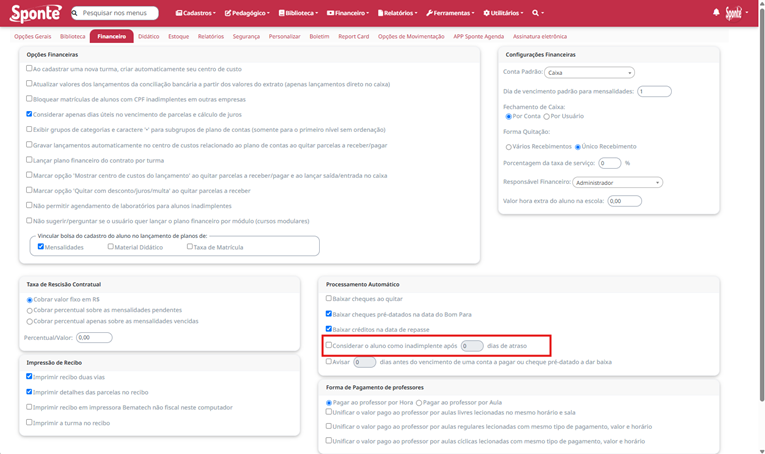 Sponte
Pesquisar nos menus
Cadastros
Pedagógico
Biblioteca
Financeiro
Relatórios
Ferramentas
Utilitários
Sponte
Opções Gerais
Biblioteca
Financeiro
Didático
Estoque
Relatórios
Segurança
Personalizar
Boletim
Report Card
Opções de Movimentação
APP Sponte Agenda
Assinatura eletrônica
Opções Financeiras
Ao cadastrar uma nova turma, criar automaticamente seu centro de custo
Atualizar valores dos lançamentos da conciliação bancária a partir dos valores do extrato (apenas lançamentos direto no caixa)
Bloquear matrículas de alunos com CPF inadimplentes em outras empresas
Considerar apenas dias úteis no vencimento de parcelas e cálculo de juros
Exibir grupos de categorias e caractere '+' para subgrupos de plano de contas (somente para o primeiro nível sem ordenação)
Gravar lançamentos automaticamente no centro de custos relacionado ao plano de contas ao quitar parcelas a receber/pagar
Lançar plano financeiro do contrato por turma
Marcar opção 'Mostrar centro de custos do lançamento' ao quitar parcelas a receber/pagar e ao lançar saída/entrada no caixa
Marcar opção 'Quitar com desconto/juros/multa' ao quitar parcelas a receber
Não permitir agendamento de laboratórios para alunos inadimplentes
Não sugerir/perguntar se o usuário quer lançar o plano financeiro por módulo (cursos modulares)
Vincular bolsa do cadastro do aluno no lançamento de planos de:
Mensalidades
Material Didático
Taxa de Matrícula
Configurações Financeiras
Conta Padrão: Caixa
Dia de vencimento padrão para mensalidades: 1
Fechamento de Caixa:
Por Conta
Por Usuário
Forma Quitação:
Vários Recebimentos
Único Recebimento
Porcentagem da taxa de serviço: 0 %
Responsável Financeiro: Administrador
Valor hora extra do aluno na escola: 0,00
Taxa de Rescisão Contratual
Cobrar valor fixo em R$
Cobrar percentual sobre as mensalidades pendentes
Cobrar percentual apenas sobre as mensalidades vencidas
Percentual/Valor: 0,00
Impressão de Recibo
Imprimir recibo duas vias
Imprimir detalhes das parcelas no recibo
Imprimir recibo em impressora Bematech não fiscal neste computador
Imprimir a turma no recibo
Processamento Automático
Baixar cheques ao quitar
Baixar cheques pré-datados na data do Bom Para
Baixar créditos na data de repasse
Considerar o aluno como inadimplente após 0 dias de atraso
Avisar 0 dias antes do vencimento de uma conta a pagar ou cheque pré-datado a dar baixa
Forma de Pagamento de professores
Pagar ao professor por Hora
Pagar ao professor por Aula
Unificar o valor pago ao professor por aulas livres lecionadas no mesmo horário e sala
Unificar o valor pago ao professor por aulas regulares lecionadas com mesmo tipo de pagamento, valor e horário
Unificar o valor pago ao professor por aulas cíclicas lecionadas com mesmo tipo de pagamento, valor e horário